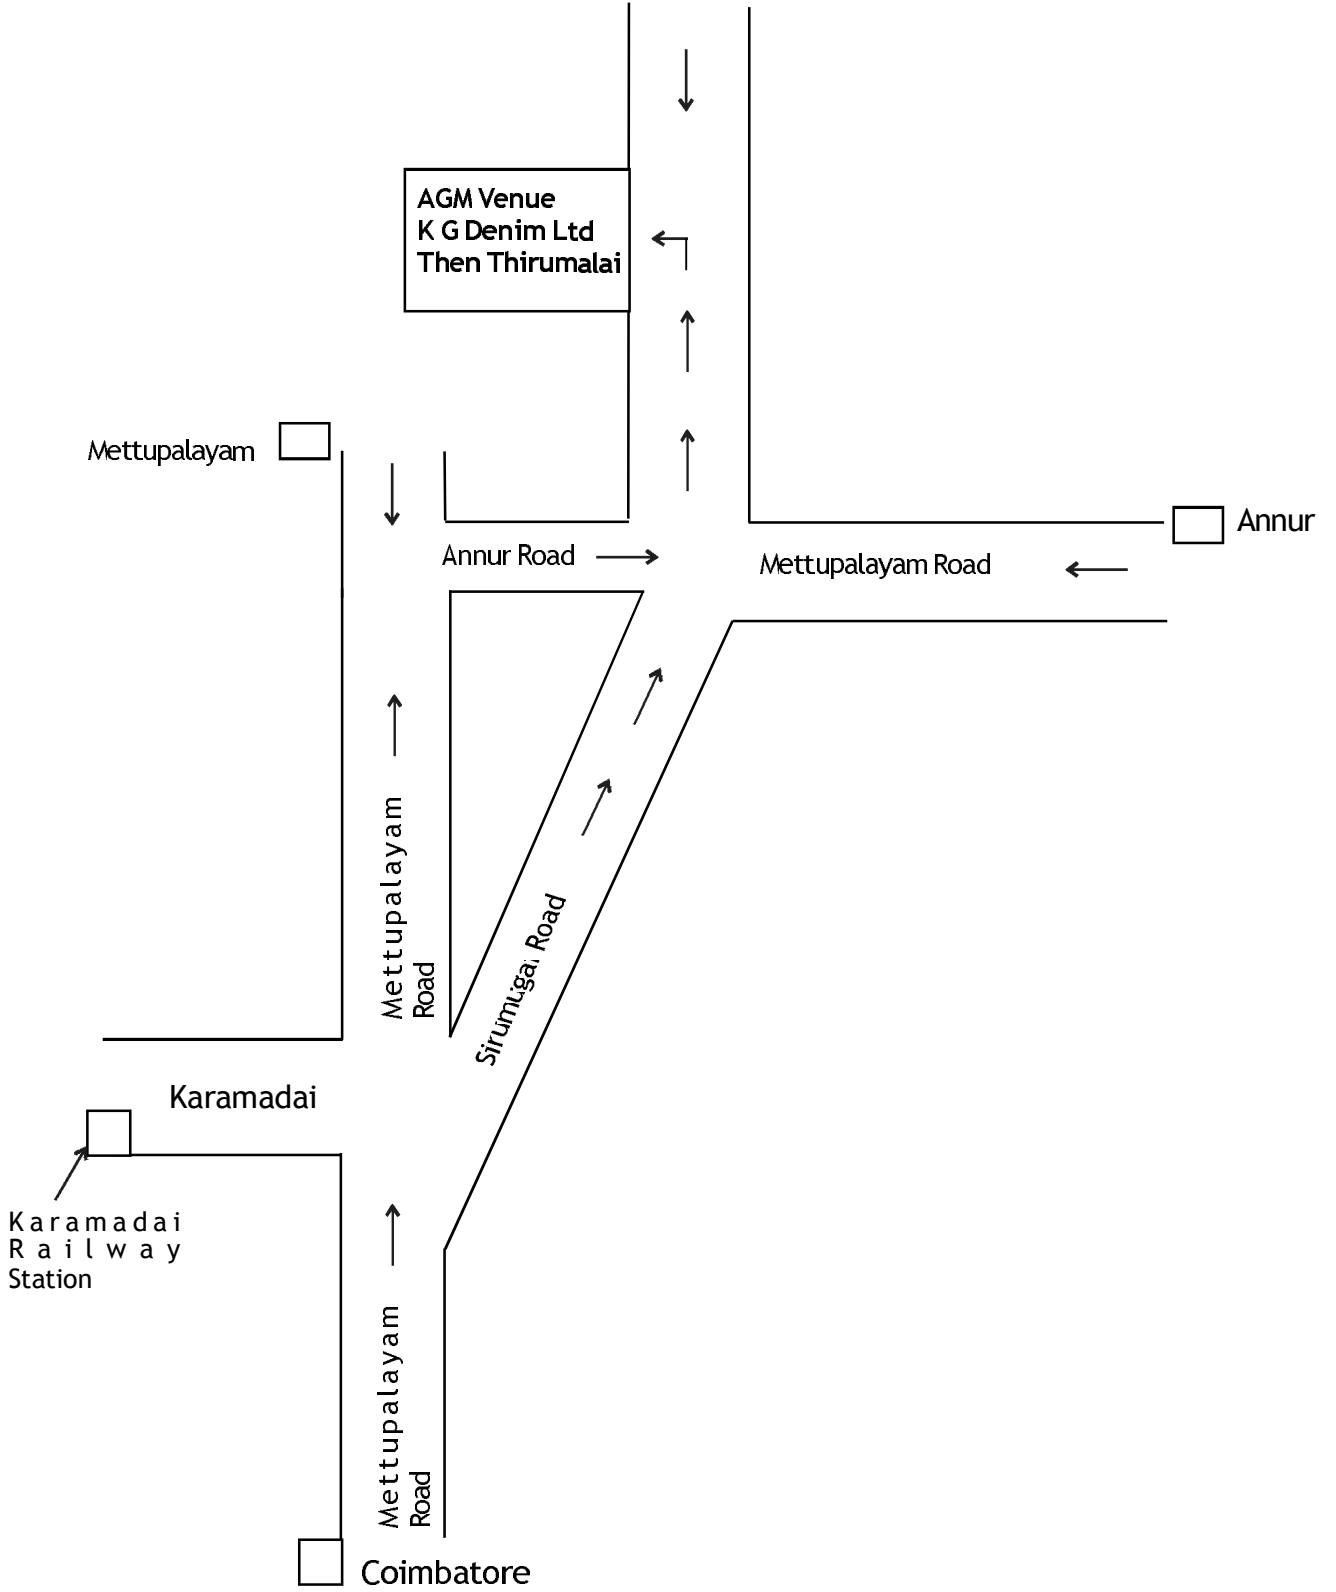 AGM Venue
K G Denim Ltd
Then Thirumalai
Mettupalayam
Annur
Annur Road
Mettupalayam Road
Mettupalayam
Road
Sirumugai Road
Karamadai
Karamadai
Railway
Station
Mettupalayam
Road
Coimbatore